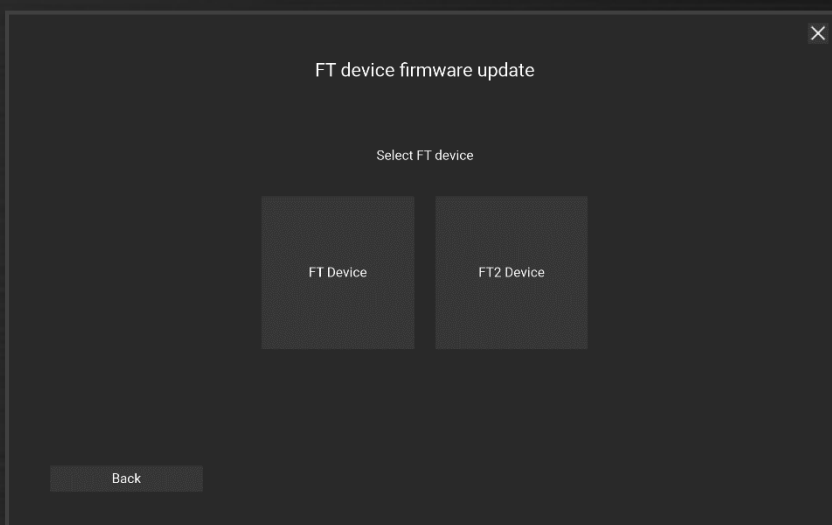 FT device firmware update
Select FT device
FT Device
FT2 Device
Back